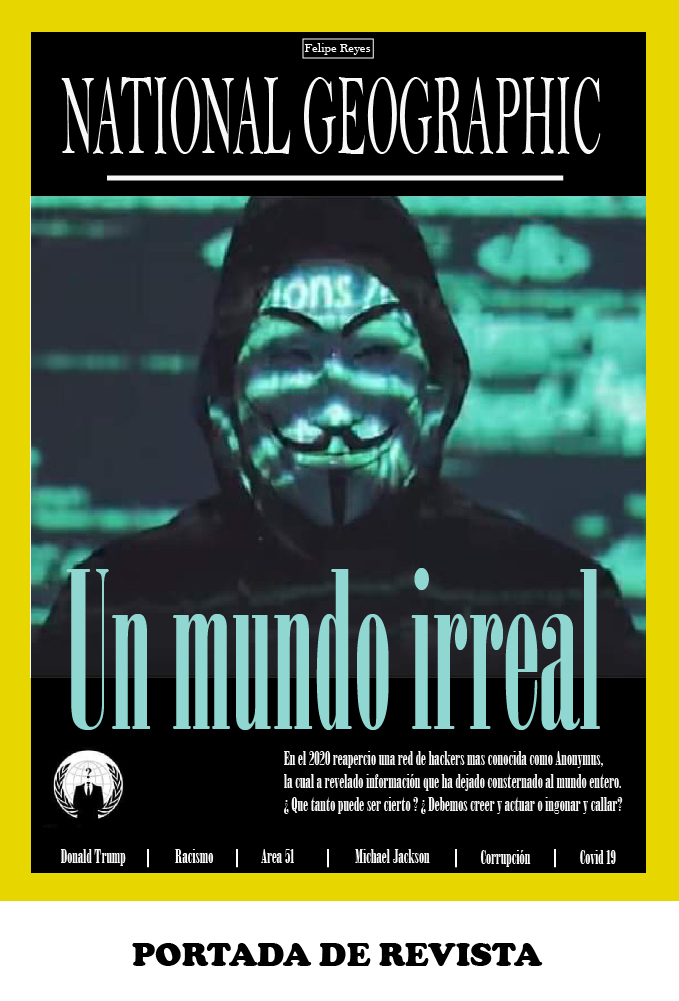 Felipe Reyes
NATIONAL GEOGRAPHIC
ions /
Un mundo irreal
En el 2020 reapercio una red de hackers mas conocida como Anonymus,
la cual a revelado información que ha dejado consternado al mundo entero.
¿ Que tanto puede ser cierto ? ¿ Debemos creer y actuar o ingonar y callar?
?
Donald Trump | Racismo | Area 51 | Michael Jackson | Corrupción | Covid 19
PORTADA DE REVISTA